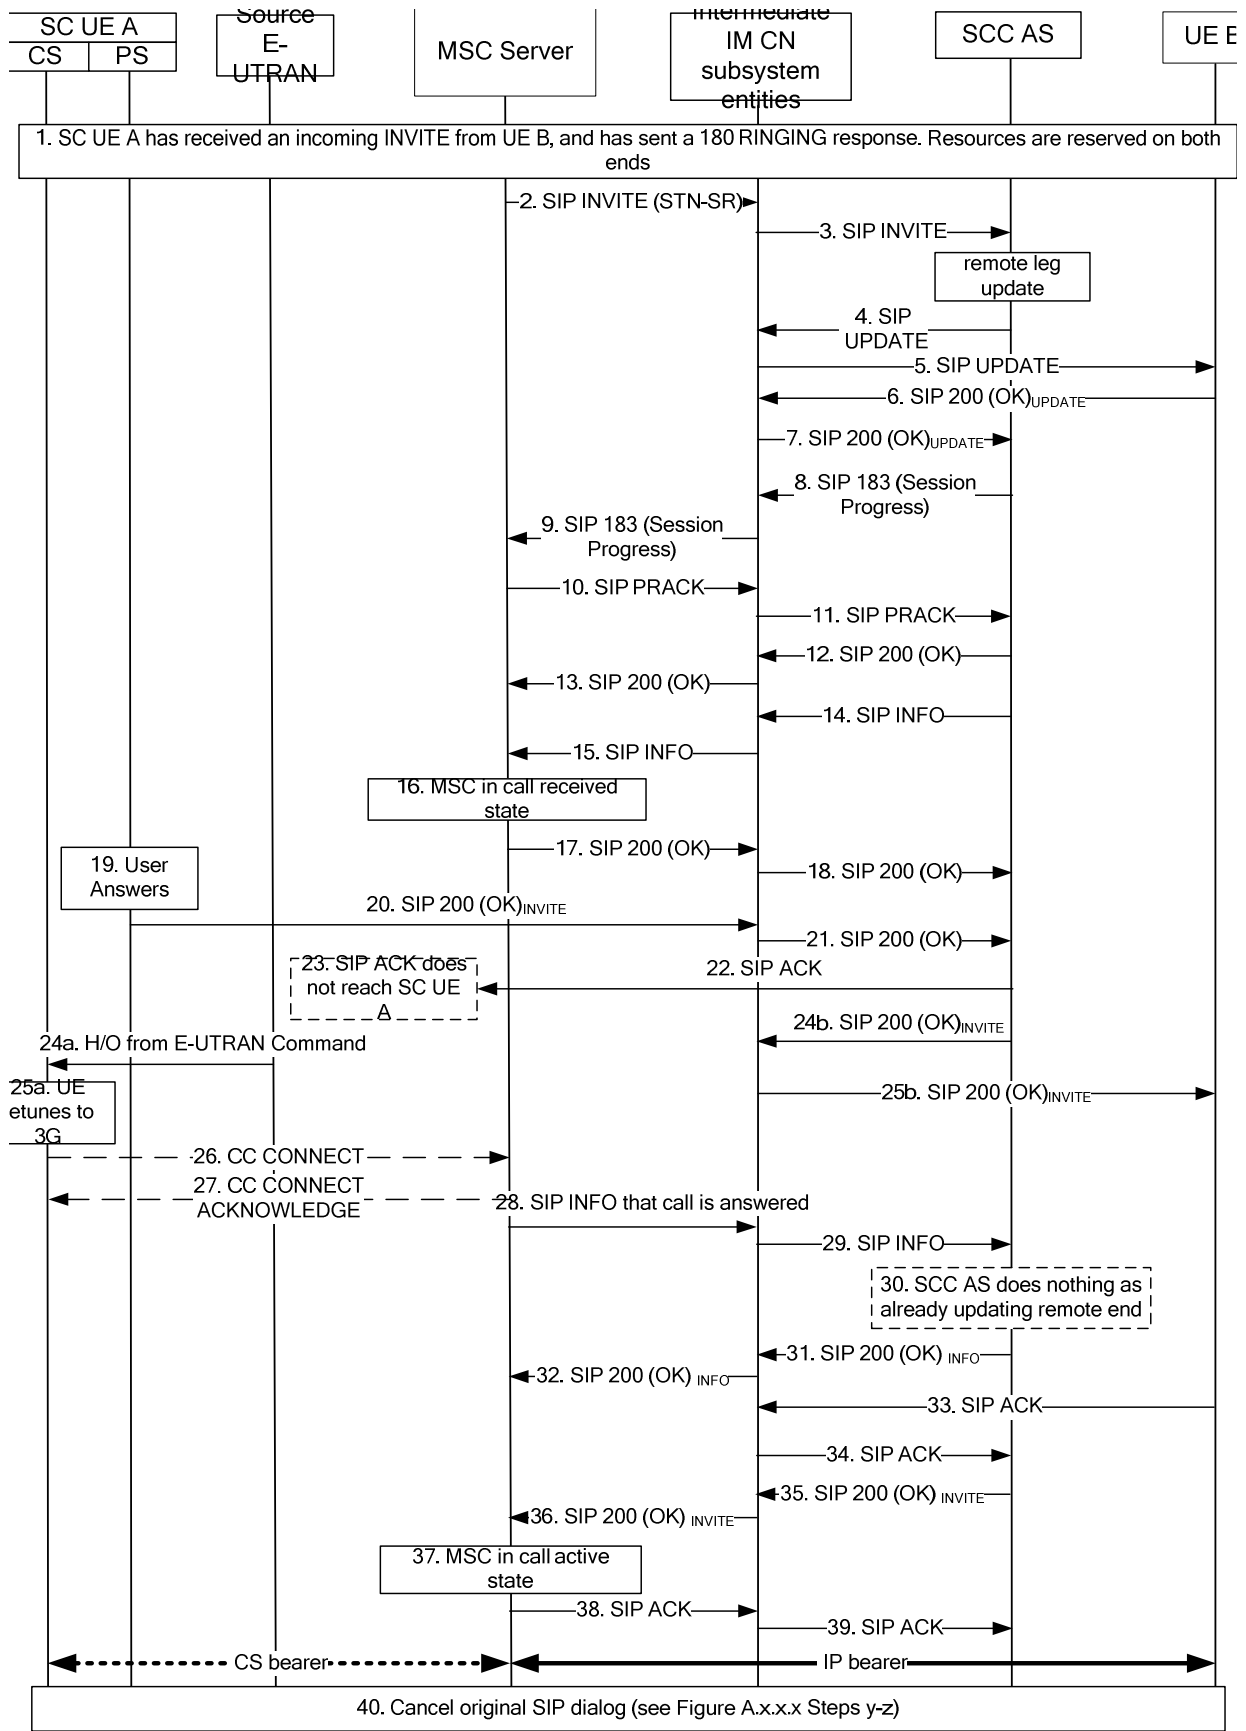 SC UE A
CS
PS
Source
E-
UTRAN
MSC Server
Intermediate
IM CN
subsystem
entities
SCC AS
UE B
1. SC UE A has received an incoming INVITE from UE B, and has sent a 180 RINGING response. Resources are reserved on both
ends
2. SIP INVITE (STN-SR)
3. SIP INVITE
remote leg
update
4. SIP
UPDATE
5. SIP UPDATE
6. SIP 200 (OK)UPDATE
7. SIP 200 (OK)UPDATE
8. SIP 183 (Session
Progress)
9. SIP 183 (Session
Progress)
10. SIP PRACK
11. SIP PRACK
12. SIP 200 (OK)
13. SIP 200 (OK)
14. SIP INFO
15. SIP INFO
16. MSC in call received
state
17. SIP 200 (OK)
18. SIP 200 (OK)
19. User
Answers
20. SIP 200 (OK)INVITE
21. SIP 200 (OK)
22. SIP ACK
23. SIP ACK does
not reach SC UE
A
24b. SIP 200 (OK)INVITE
24a. H/O from E-UTRAN Command
25a. UE
etunes to
3G
25b. SIP 200 (OK)INVITE
26. CC CONNECT
27. CC CONNECT
ACKNOWLEDGE
28. SIP INFO that call is answered
29. SIP INFO
30. SCC AS does nothing as
already updating remote end
31. SIP 200 (OK) INFO
32. SIP 200 (OK) INFO
33. SIP ACK
34. SIP ACK
35. SIP 200 (OK) INVITE
36. SIP 200 (OK) INVITE
37. MSC in call active
state
38. SIP ACK
39. SIP ACK
CS bearer
IP bearer
40. Cancel original SIP dialog (see Figure A.x.x.x Steps y-z)